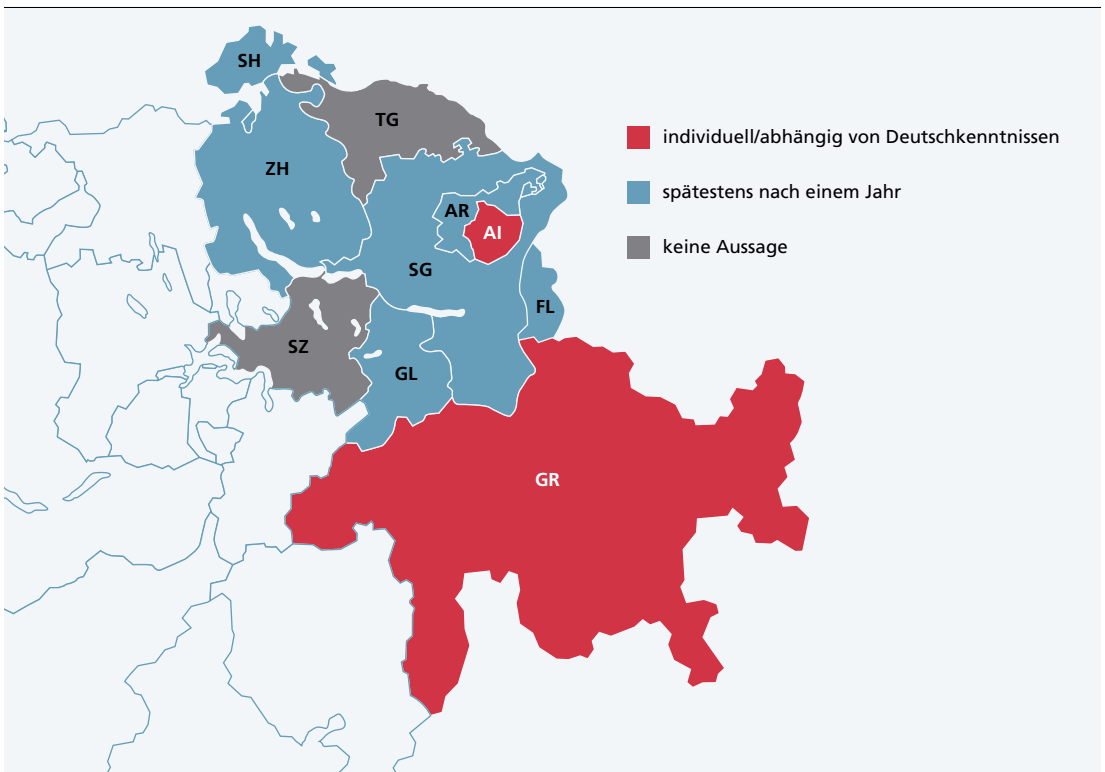 SH
TG
individuell/abhängig von Deutschkenntnissen
ZH
spätestens nach einem Jahr
AR
AI
keine Aussage
SG
FL
SZ
GL
GR